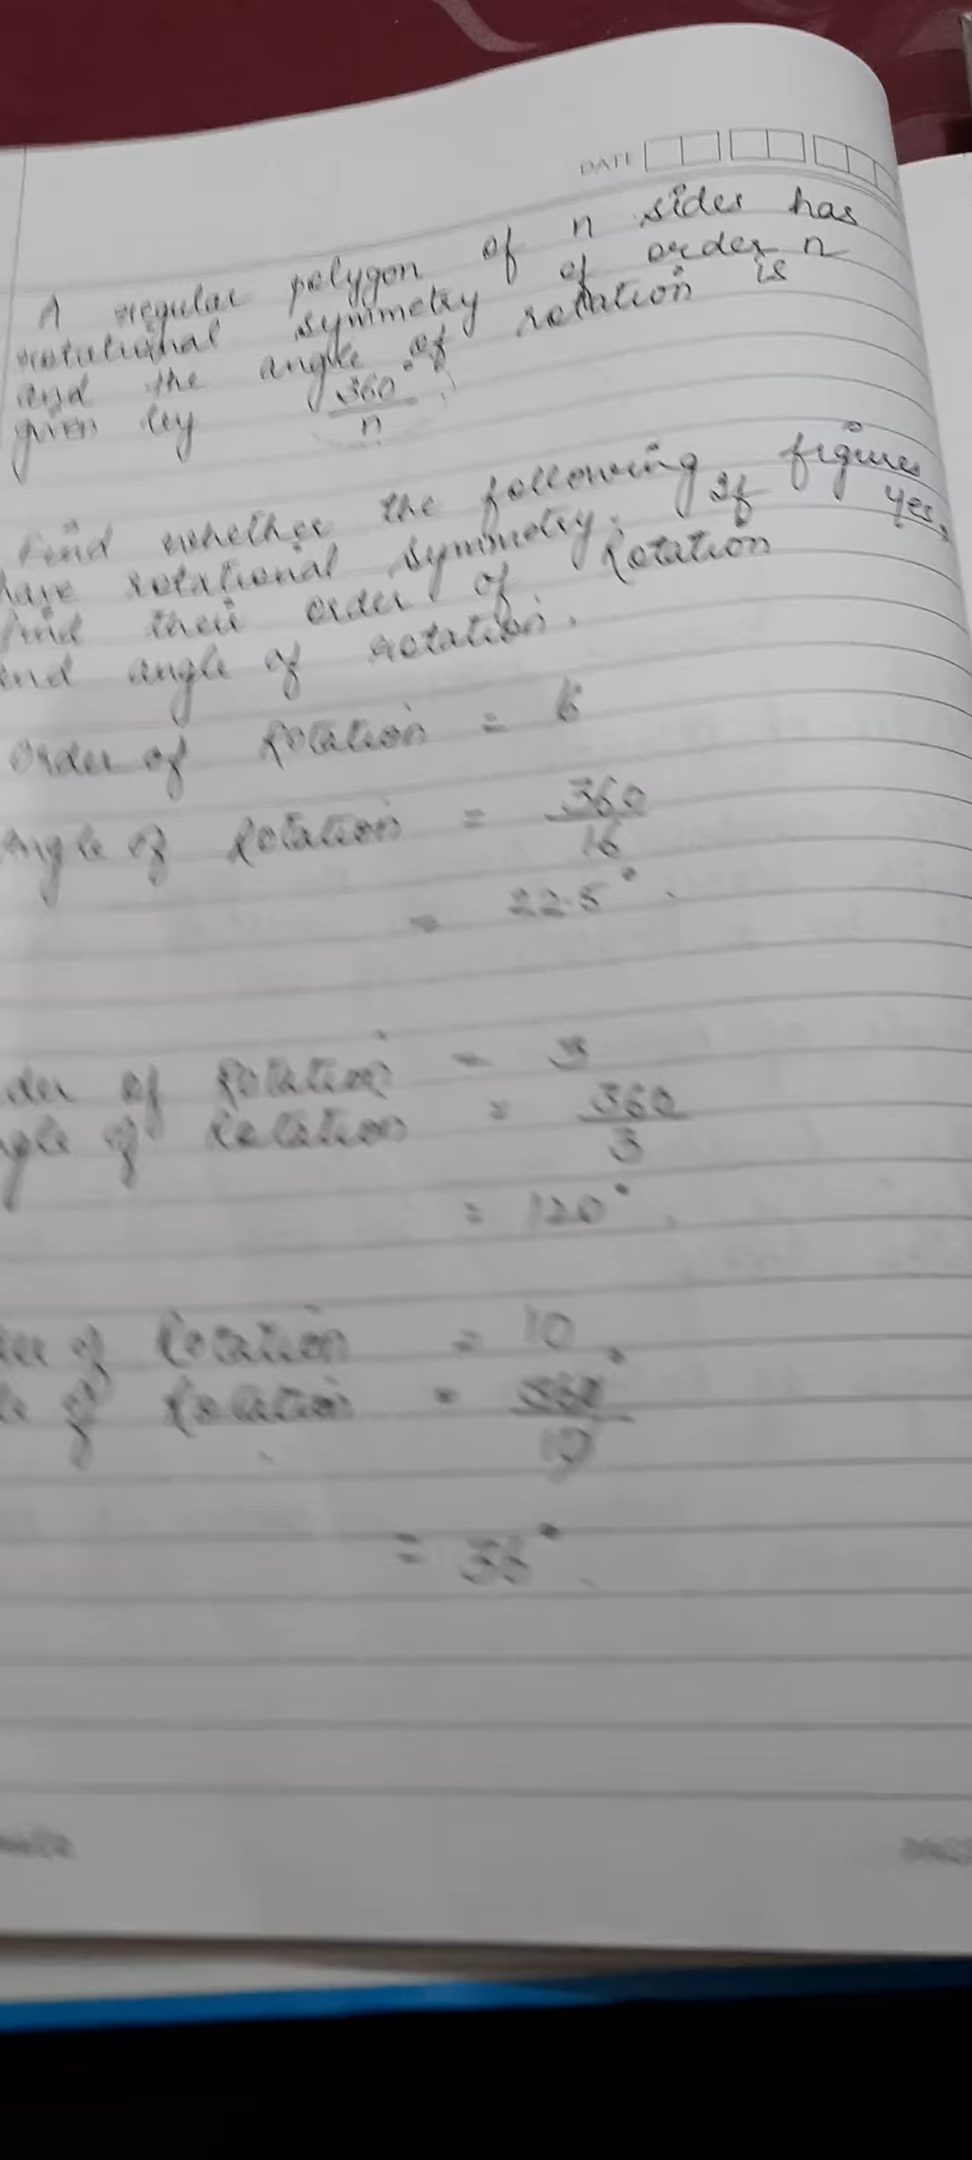 DATE
A regular polygon of n sides has
rotational symmetry of order n
and the angle of rotation is
given by 360°/n
Find whether the following figures
have rotational symmetry. If yes,
find their order of Rotation
and angle of rotation.
Order of Rotation = 6
Angle of Rotation = 360/16
= 22.5°.
der of Rotation = 3
ngle of Rotation = 360/3
= 120°.
of Rotation = 10
of Rotation = 360°/10
= 36°.